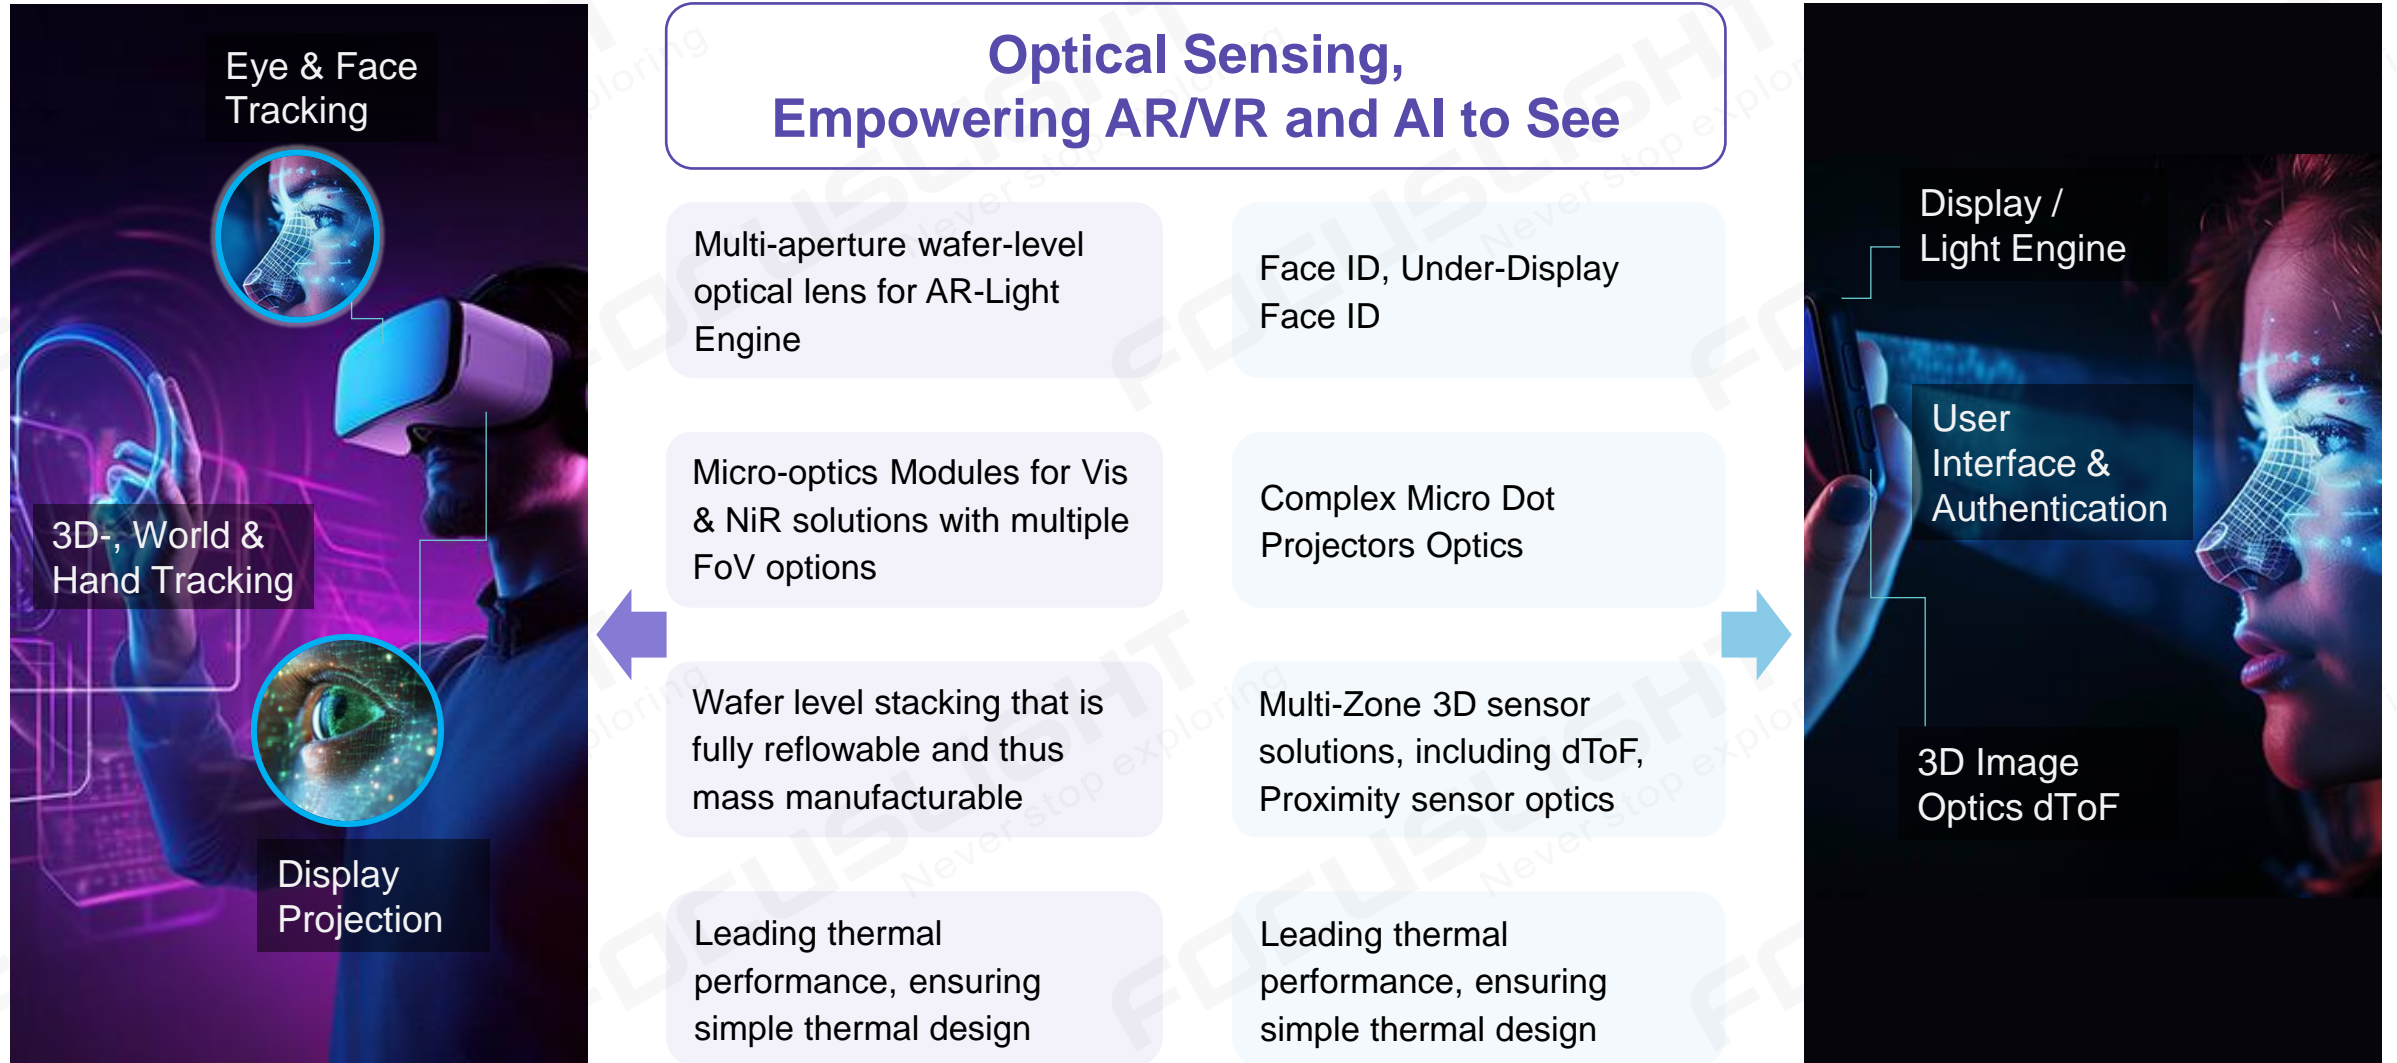 Eye & Face
Tracking
3D-, World &
Hand Tracking
Display
Projection
Optical Sensing,
Empowering AR/VR and AI to See
Multi-aperture wafer-level
optical lens for AR-Light
Engine
Micro-optics Modules for Vis
& NiR solutions with multiple
FoV options
Wafer level stacking that is
fully reflowable and thus
mass manufacturable
Leading thermal
performance, ensuring
simple thermal design
Face ID, Under-Display
Face ID
Complex Micro Dot
Projectors Optics
Multi-Zone 3D sensor
solutions, including dToF,
Proximity sensor optics
Leading thermal
performance, ensuring
simple thermal design
Display /
Light Engine
User
Interface &
Authentication
3D Image
Optics dToF
FOCUSLIGHT
Never stop exploring